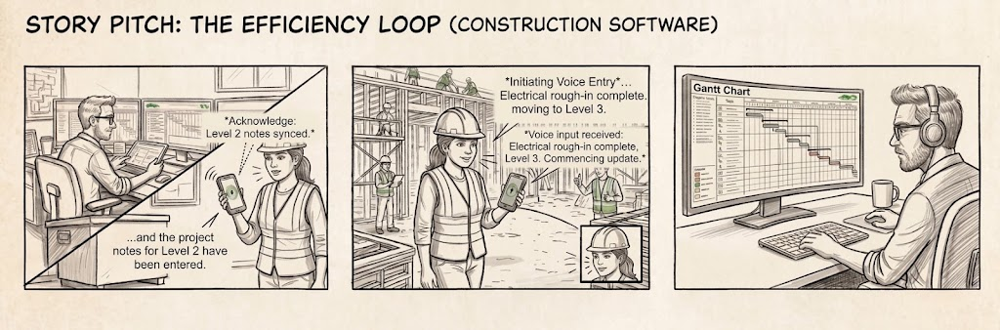 STORY PITCH: THE EFFICIENCY LOOP (CONSTRUCTION SOFTWARE)
*Acknowledge:
Level 2 notes synced.*
...and the project
notes for Level 2 have
been entered.
*Initiating Voice Entry*...
Electrical rough-in complete.
moving to Level 3.
*Voice input received:
Electrical rough-in complete,
Level 3. Commencing update.*
Gantt Chart